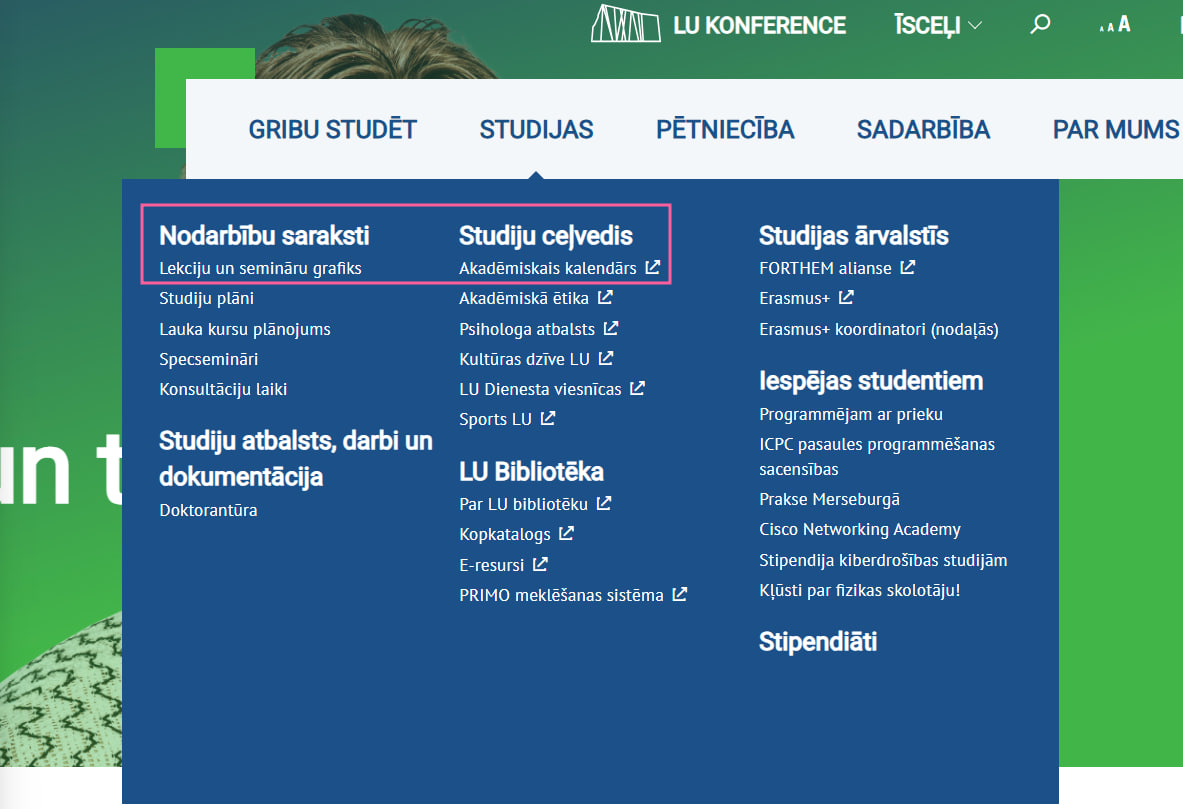 LU KONFERENCE
ĪSCEĻI
A A A
GRIBU STUDĒT
STUDIJAS
PĒTNIECĪBA
SADARBĪBA
PAR MUMS
Nodarbību saraksti
Lekciju un semināru grafiks
Studiju plāni
Lauka kursu plānojums
Specsemināri
Konsultāciju laiki
Studiju atbalsts, darbi un
dokumentācija
Doktorantūra
Studiju ceļvedis
Akadēmiskais kalendārs
Akadēmiskā ētika
Psihologa atbalsts
Kultūras dzīve LU
LU Dienesta viesnīcas
Sports LU
LU Bibliotēka
Par LU bibliotēku
Kopkatalogs
E-resursi
PRIMO meklēšanas sistēma
Studijas ārvalstīs
FORTHEM alianse
Erasmus+
Erasmus+ koordinatori (nodaļās)
Iespējas studentiem
Programmējam ar prieku
ICPC pasaules programmēšanas
sacensības
Prakse Merseburgā
Cisco Networking Academy
Stipendija kiberdrošības studijām
Kļūsti par fizikas skolotāju!
Stipendiāti
un t